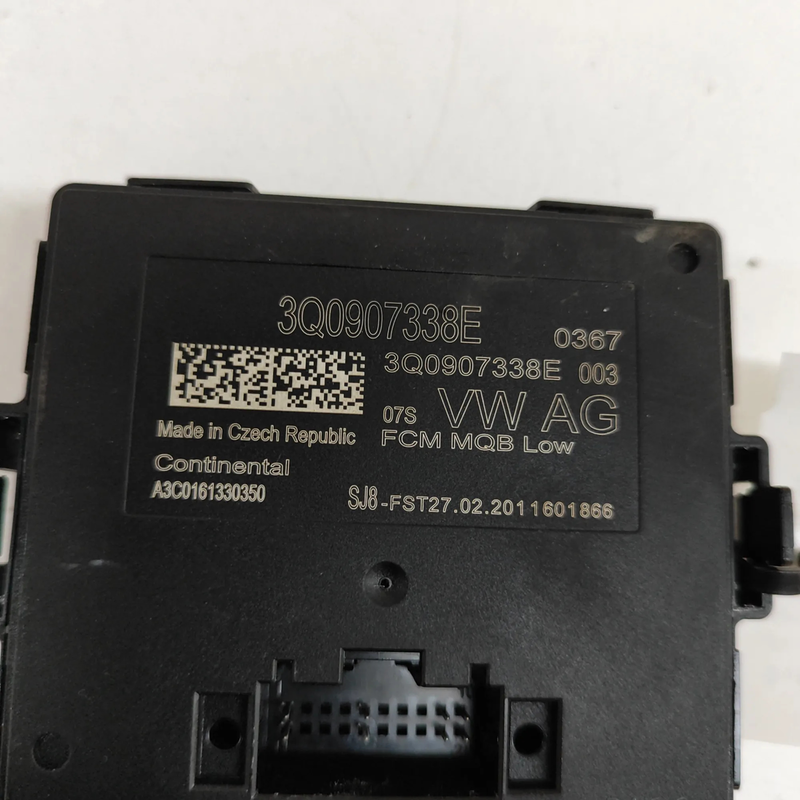 3Q0907338E
0367
3Q0907338E 003
07S VW AG
Made in Czech Republic
FCM MQB Low
Continental
A3C0161330350
SJ8-FST27.02.2011601866